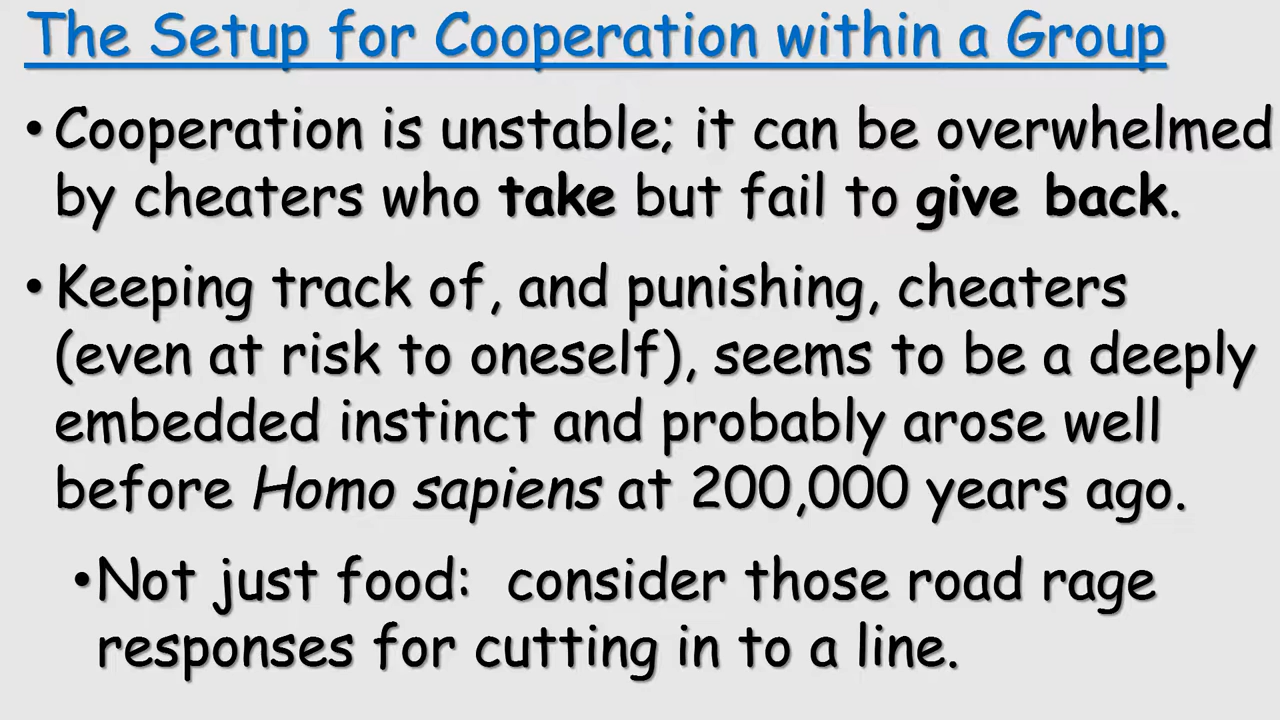 The Setup for Cooperation within a Group
• Cooperation is unstable; it can be overwhelmed
by cheaters who take but fail to give back.
• Keeping track of, and punishing, cheaters
(even at risk to oneself), seems to be a deeply
embedded instinct and probably arose well
before Homo sapiens at 200,000 years ago.
• Not just food:  consider those road rage
responses for cutting in to a line.